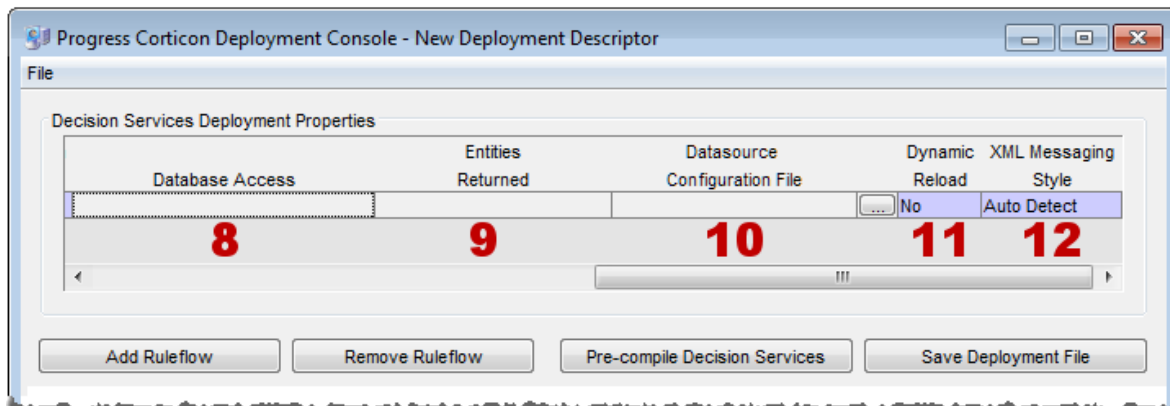 Progress Corticon Deployment Console - New Deployment Descriptor
File
Decision Services Deployment Properties
Database Access
Entities Returned
Datasource Configuration File
Dynamic Reload
XML Messaging Style
...
No
Auto Detect
8
9
10
11
12
Add Ruleflow
Remove Ruleflow
Pre-compile Decision Services
Save Deployment File